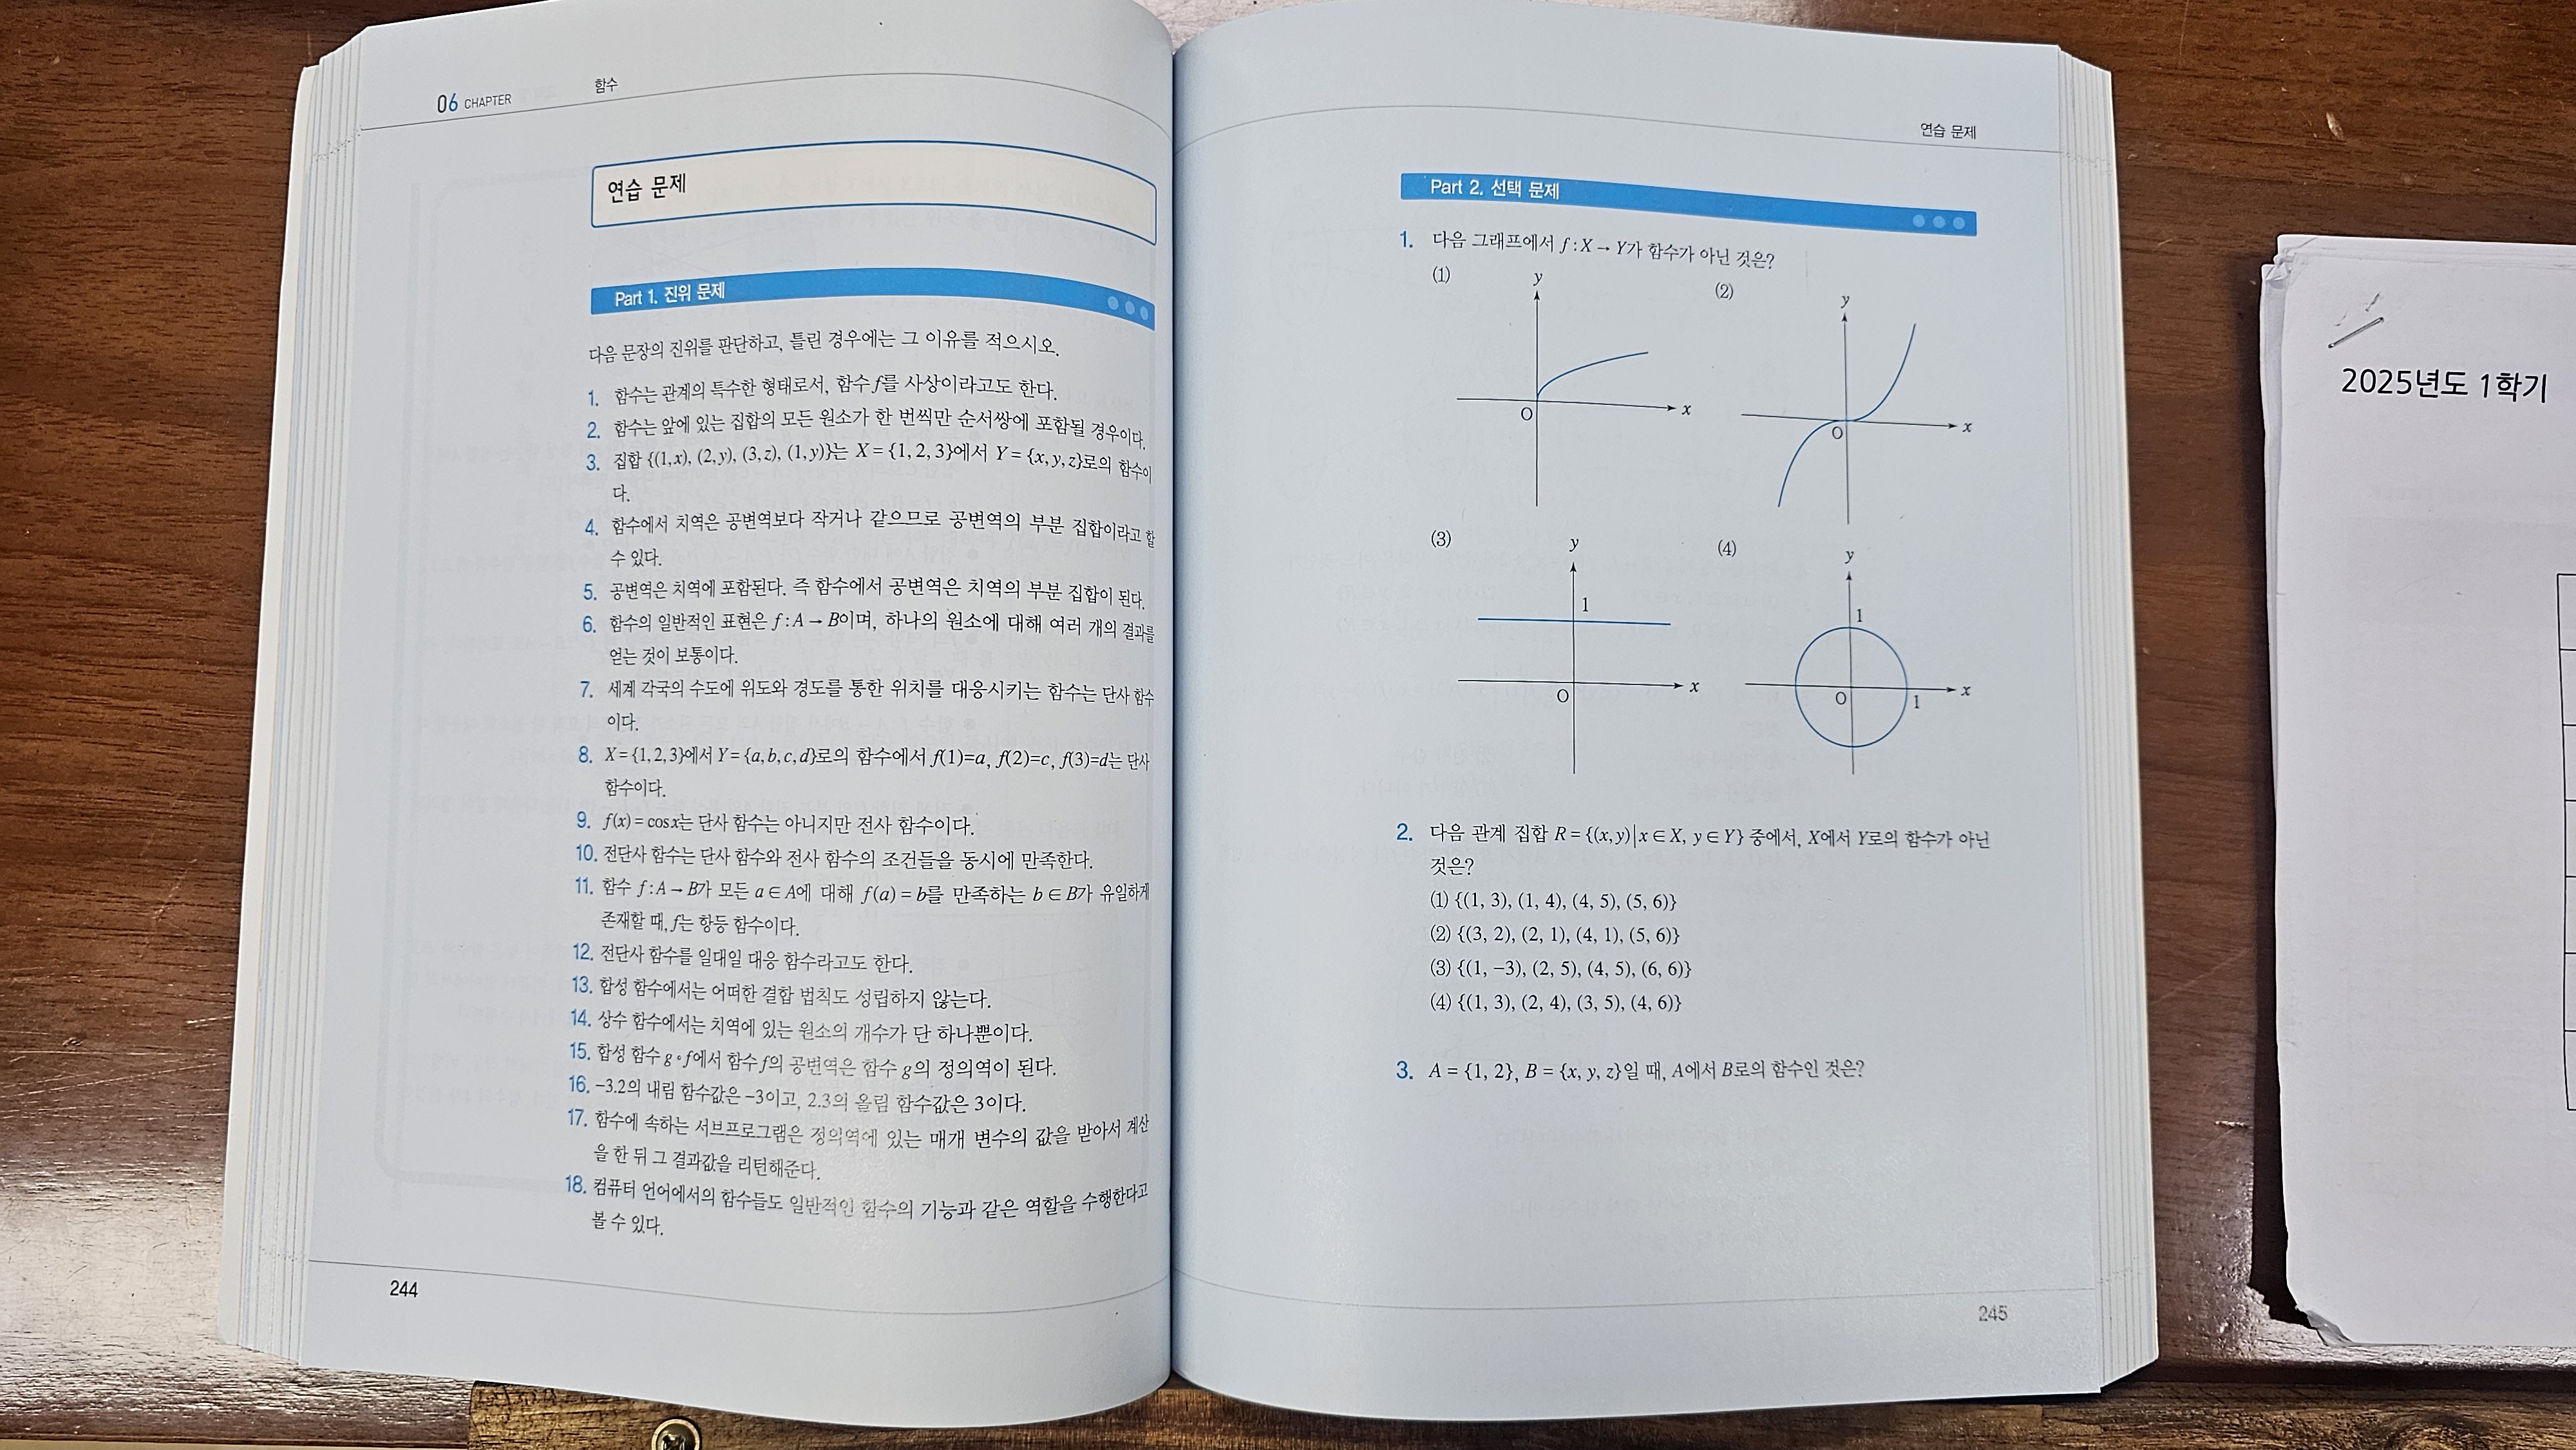 06 CHAPTER 함수
연습 문제
Part 1. 진위 문제
다음 문장의 진위를 판단하고, 틀린 경우에는 그 이유를 적으시오.
1. 함수는 관계의 특수한 형태로서, 함수 f를 사상이라고도 한다.
2. 함수는 앞에 있는 집합의 모든 원소가 한 번씩만 순서쌍에 포함될 경우이다.
3. 집합 {(1,x), (2,y), (3,z), (1,y)}는 X={1,2,3}에서 Y={x,y,z}로의 함수이
다.
4. 함수에서 치역은 공변역보다 작거나 같으므로 공변역의 부분 집합이라고 할
수 있다.
5. 공변역은 치역에 포함된다. 즉 함수에서 공변역은 치역의 부분 집합이 된다.
6. 함수의 일반적인 표현은 f:A→B이며, 하나의 원소에 대해 여러 개의 결과를
얻는 것이 보통이다.
7. 세계 각국의 수도에 위도와 경도를 통한 위치를 대응시키는 함수는 단사 함수
이다.
8. X={1,2,3}에서 Y={a,b,c,d}로의 함수에서 f(1)=a, f(2)=c, f(3)=d는 단사
함수이다.
9. f(x)=cosx는 단사 함수는 아니지만 전사 함수이다.
10. 전단사 함수는 단사 함수와 전사 함수의 조건들을 동시에 만족한다.
11. 함수 f:A→B가 모든 a∈A에 대해 f(a)=b를 만족하는 b∈B가 유일하게
존재할 때, f는 항등 함수이다.
12. 전단사 함수를 일대일 대응 함수라고도 한다.
13. 합성 함수에서는 어떠한 결합 법칙도 성립하지 않는다.
14. 상수 함수에서는 치역에 있는 원소의 개수가 단 하나뿐이다.
15. 합성 함수 g∘f에서 함수 f의 공변역은 함수 g의 정의역이 된다.
16. −3.2의 내림 함수값은 −3이고, 2.3의 올림 함수값은 3이다.
17. 함수에 속하는 서브프로그램은 정의역에 있는 매개 변수의 값을 받아서 계산
을 한 뒤 그 결과값을 리턴해준다.
18. 컴퓨터 언어에서의 함수들도 일반적인 함수의 기능과 같은 역할을 수행한다고
볼 수 있다.
244
연습 문제
Part 2. 선택 문제
1. 다음 그래프에서 f:X→Y가 함수가 아닌 것은?
(1) (2)
y y
O x O x
(3) (4)
y y
1 1
O x O 1 x
2. 다음 관계 집합 R={(x,y)|x∈X, y∈Y} 중에서, X에서 Y로의 함수가 아닌
것은?
(1) {(1, 3), (1, 4), (4, 5), (5, 6)}
(2) {(3, 2), (2, 1), (4, 1), (5, 6)}
(3) {(1, −3), (2, 5), (4, 5), (6, 6)}
(4) {(1, 3), (2, 4), (3, 5), (4, 6)}
3. A = {1, 2}, B = {x, y, z}일 때, A에서 B로의 함수인 것은?
245
2025년도 1학기